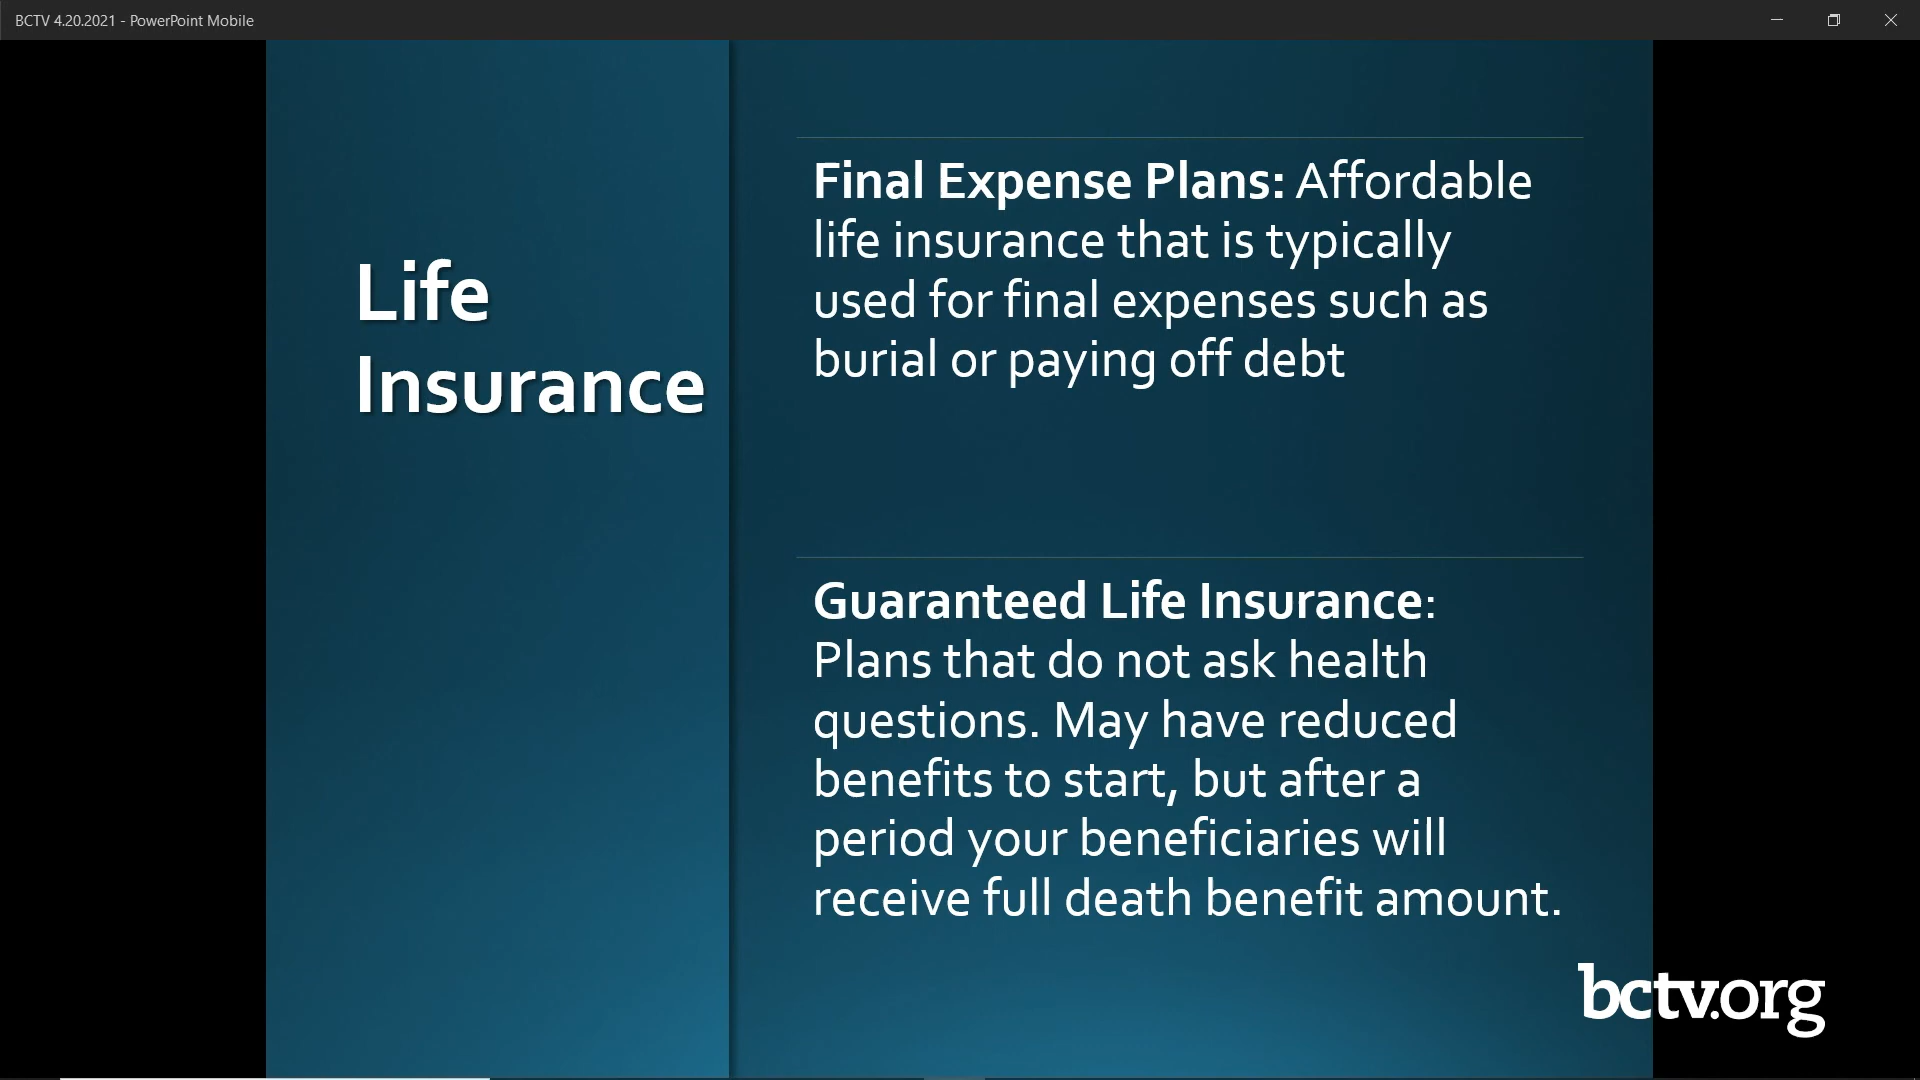 BCTV 4.20.2021 - PowerPoint Mobile
Life
Insurance
Final Expense Plans: Affordable
life insurance that is typically
used for final expenses such as
burial or paying off debt
Guaranteed Life Insurance:
Plans that do not ask health
questions. May have reduced
benefits to start, but after a
period your beneficiaries will
receive full death benefit amount.
bctv.org